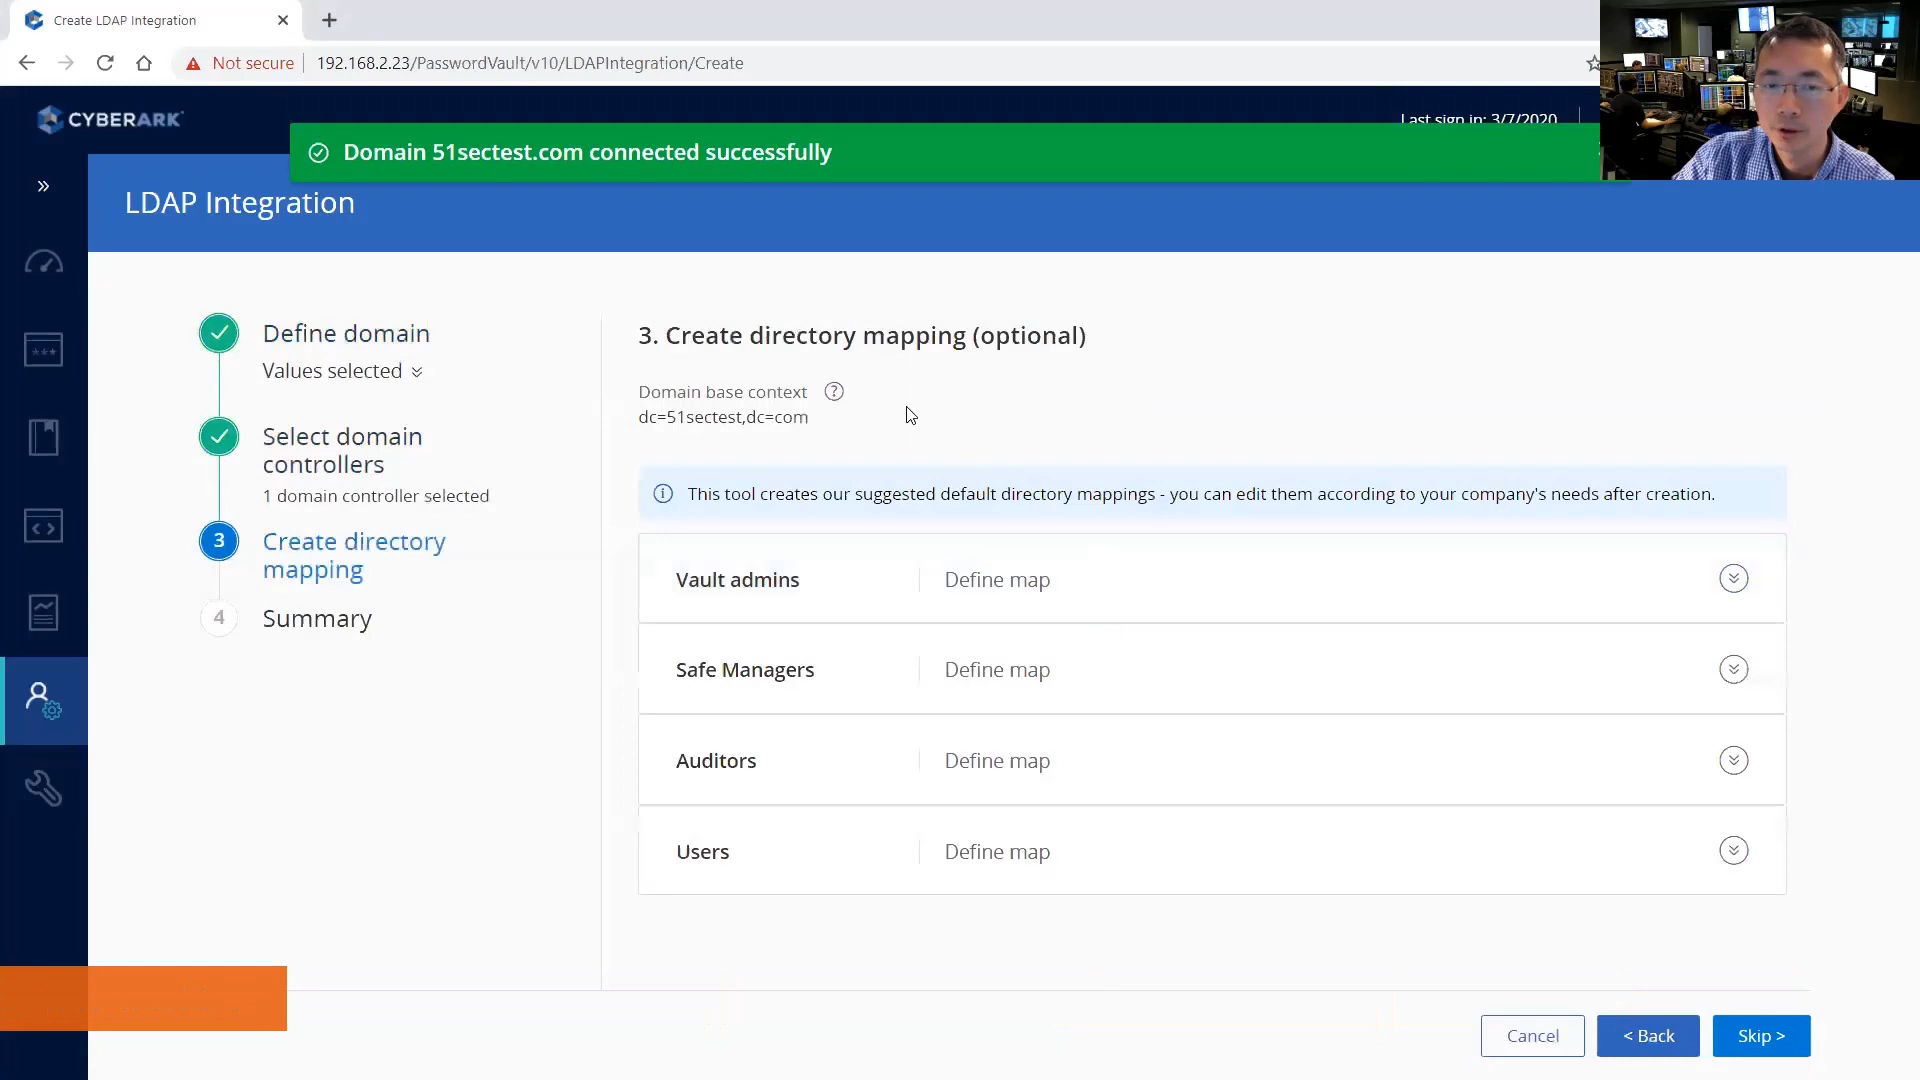 Create LDAP Integration
Not secure
192.168.2.23/PasswordVault/v10/LDAPIntegration/Create
CYBERARK
Last sign in: 3/7/2020
Domain 51sectest.com connected successfully
LDAP Integration
Define domain
Values selected
Select domain
controllers
1 domain controller selected
3
Create directory
mapping
4
Summary
3. Create directory mapping (optional)
Domain base context
?
dc=51sectest,dc=com
This tool creates our suggested default directory mappings - you can edit them according to your company's needs after creation.
Vault admins
Define map
Safe Managers
Define map
Auditors
Define map
Users
Define map
Cancel
< Back
Skip >